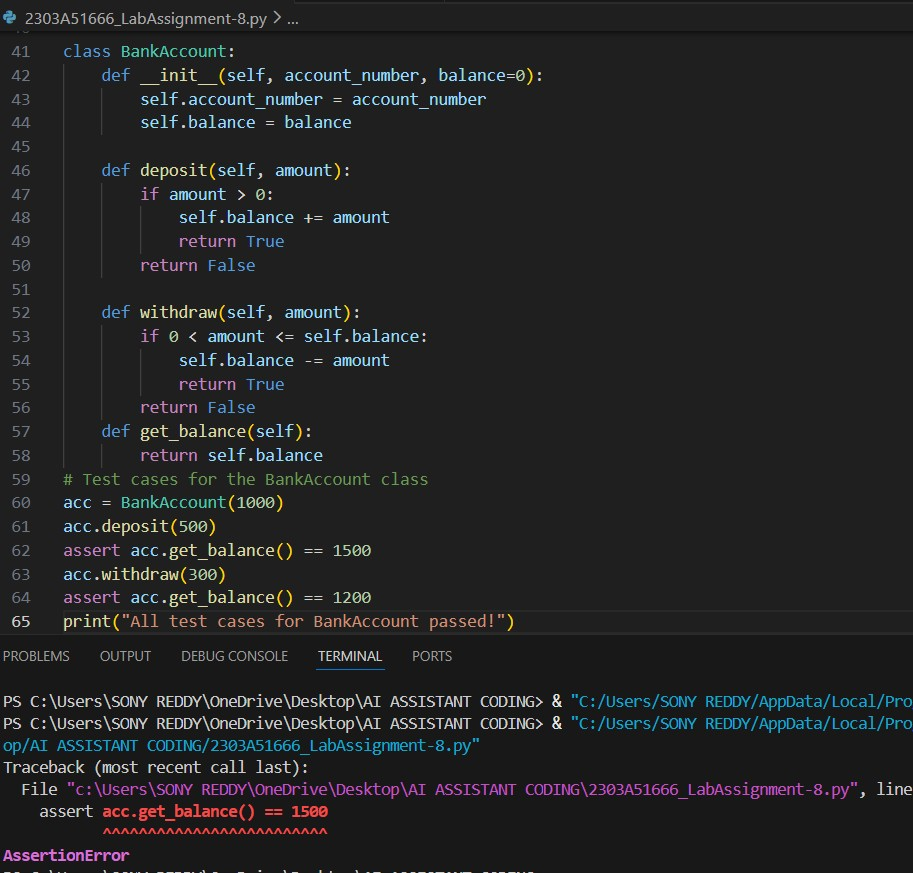 2303A51666_LabAssignment-8.py > ...
41 class BankAccount:
42     def __init__(self, account_number, balance=0):
43         self.account_number = account_number
44         self.balance = balance
45
46     def deposit(self, amount):
47         if amount > 0:
48             self.balance += amount
49             return True
50         return False
51
52     def withdraw(self, amount):
53         if 0 < amount <= self.balance:
54             self.balance -= amount
55             return True
56         return False
57     def get_balance(self):
58         return self.balance
59 # Test cases for the BankAccount class
60 acc = BankAccount(1000)
61 acc.deposit(500)
62 assert acc.get_balance() == 1500
63 acc.withdraw(300)
64 assert acc.get_balance() == 1200
65 print("All test cases for BankAccount passed!")
PROBLEMS OUTPUT DEBUG CONSOLE TERMINAL PORTS
PS C:\Users\SONY REDDY\OneDrive\Desktop\AI ASSISTANT CODING> & "C:/Users/SONY REDDY/AppData/Local/Pro
PS C:\Users\SONY REDDY\OneDrive\Desktop\AI ASSISTANT CODING> & "C:/Users/SONY REDDY/AppData/Local/Pro
op/AI ASSISTANT CODING/2303A51666_LabAssignment-8.py"
Traceback (most recent call last):
  File "c:\Users\SONY REDDY\OneDrive\Desktop\AI ASSISTANT CODING\2303A51666_LabAssignment-8.py", line
    assert acc.get_balance() == 1500
           ^^^^^^^^^^^^^^^^^^^^^^^^^
AssertionError